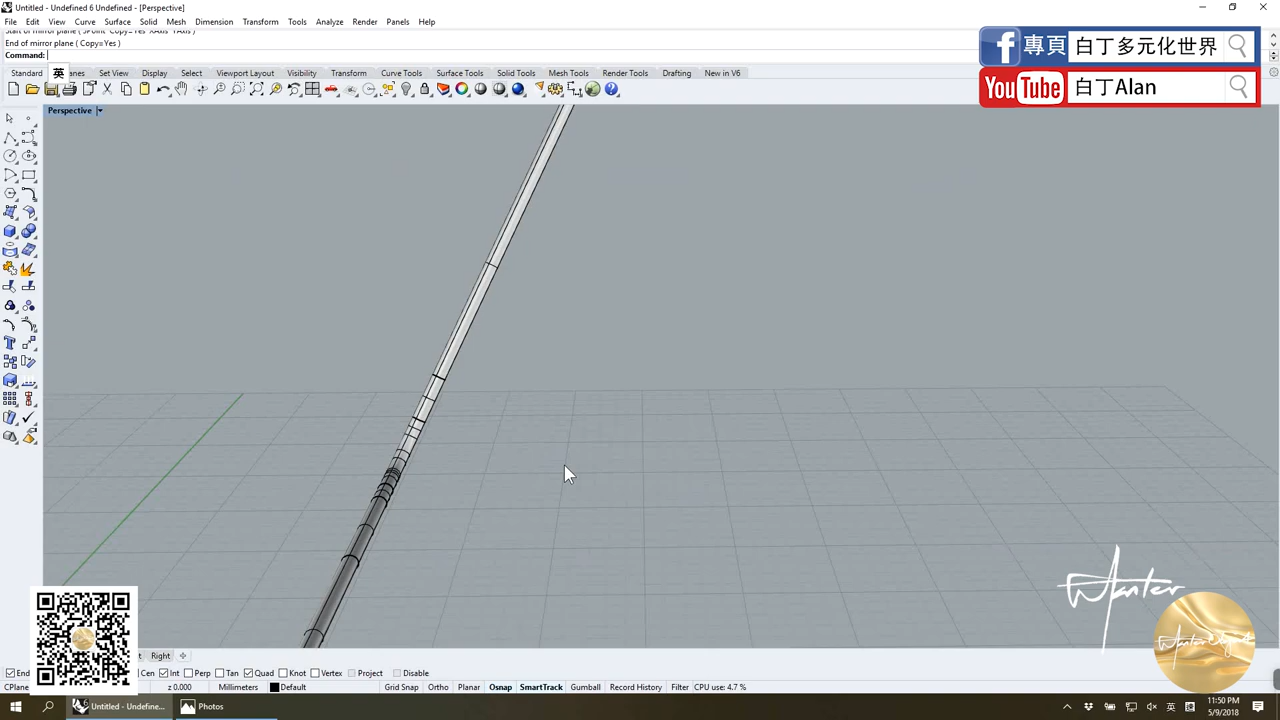 Untitled - Undefined 6 Undefined - [Perspective]
File Edit View Curve Surface Solid Mesh Dimension Transform Tools Analyze Render Panels Help
End of mirror plane ( Copy=Yes )
Command:
專頁 白丁多元化世界
Standard 英 anes Set View Display Select Viewport Layout Visibility Transform Curve Tools Surface Tools Solid Tools Mesh Tools Render Tools Drafting New in V6
YouTube 白丁Alan
Perspective
Wanter
Right
End Cen Int Perp Tan Quad Knot Vertex Project Disable
CPlane z 0.000 Millimeters Default Grid Snap Ortho Planar Osnap SmartTrack Gumball Record History Filter CPU use: 4.7 %
Untitled - Undefine... Photos 英 11:50 PM
5/9/2018